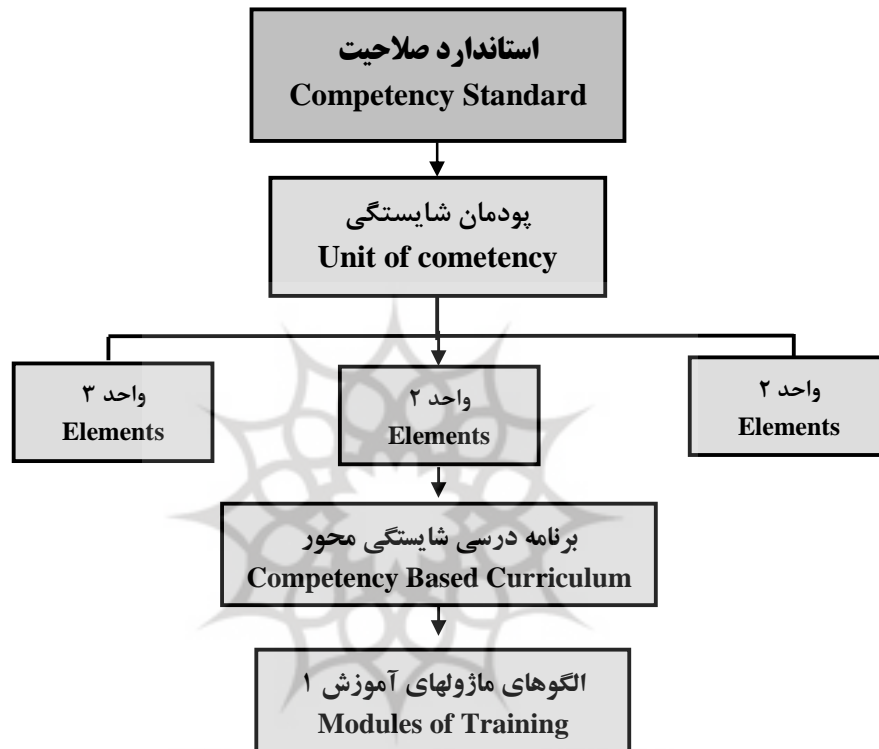 استاندارد صلاحیت
Competency Standard
پودمان شایستگی
Unit of cometency
واحد ۲
Elements
واحد ۲
Elements
واحد ۳
Elements
برنامه درسی شایستگی محور
Competency Based Curriculum
الگوهای ماژولهای آموزش ۱
Modules of Training